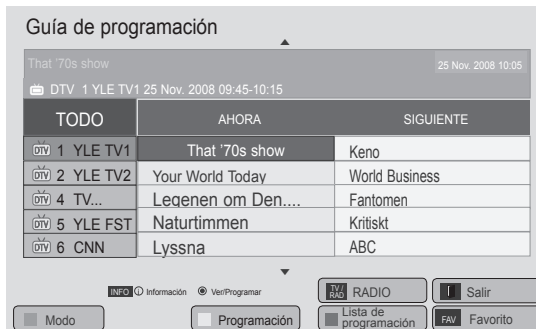 Guía de programación
That '70s show 25 Nov. 2008 10:05
DTV 1 YLE TV1 25 Nov. 2008 09:45-10:15
TODO AHORA SIGUIENTE
DTV 1 YLE TV1 That '70s show Keno
DTV 2 YLE TV2 Your World Today World Business
DTV 4 TV... Legenen om Den.... Fantomen
DTV 5 YLE FST Naturtimmen Kritiskt
DTV 6 CNN Lyssna ABC
INFO i Información Ver/Programar TV/RAD RADIO Salir
Modo Programación Lista de programación FAV Favorito